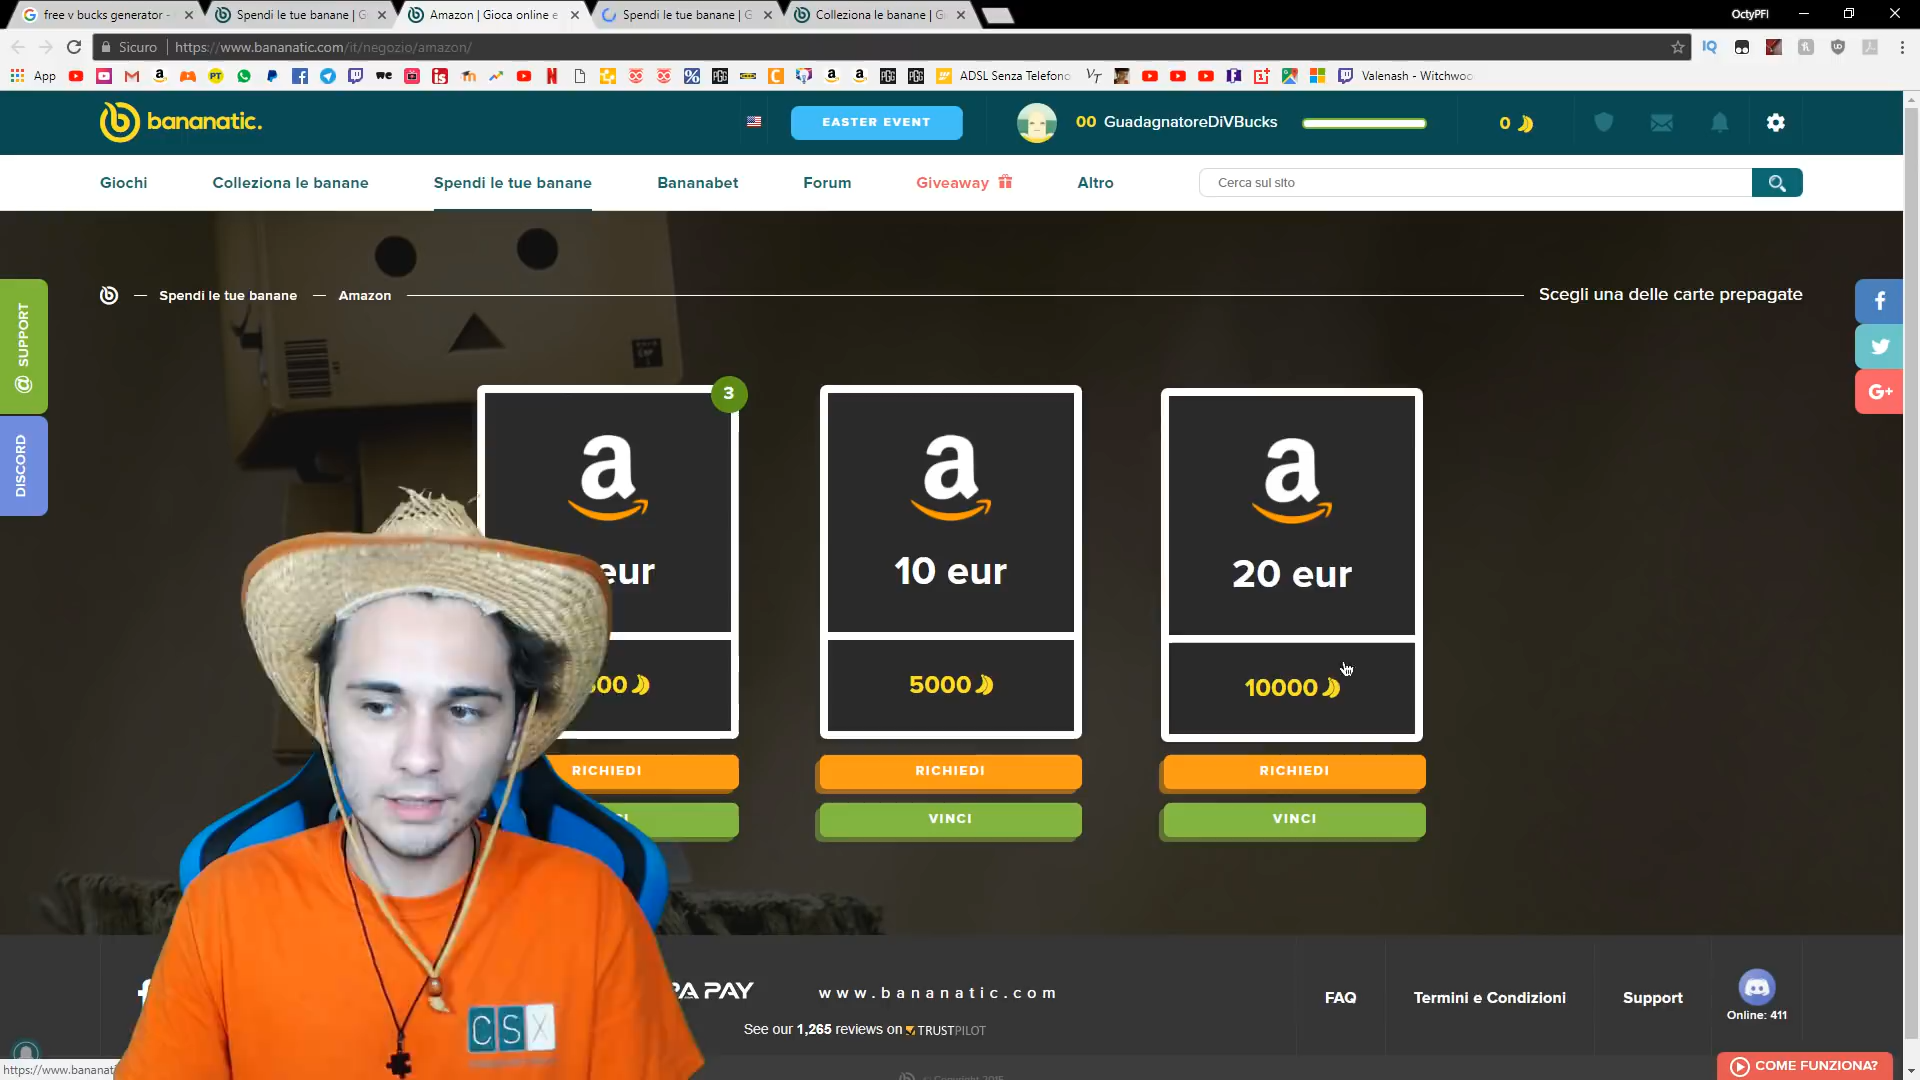 free v bucks generator -
Spendi le tue banane | G
Amazon | Gioca online e
Spendi le tue banane | G
Colleziona le banane | G
OctyPFI
Sicuro
https://www.bananatic.com/it/negozio/amazon/
App
ADSL Senza Telefono
Valenash - Witchwoo
bananatic.
EASTER EVENT
00 GuadagnatoreDiVBucks
0
Giochi
Colleziona le banane
Spendi le tue banane
Bananabet
Forum
Giveaway
Altro
Cerca sul sito
Spendi le tue banane — Amazon
Scegli una delle carte prepagate
@ SUPPORT
DISCORD
3
eur
10 eur
20 eur
5000
10000
RICHIEDI
RICHIEDI
RICHIEDI
VINCI
VINCI
CSX
PAY
www.bananatic.com
See our 1,265 reviews on TRUSTPILOT
FAQ
Termini e Condizioni
Support
Online: 411
https://www.banana
COME FUNZIONA?